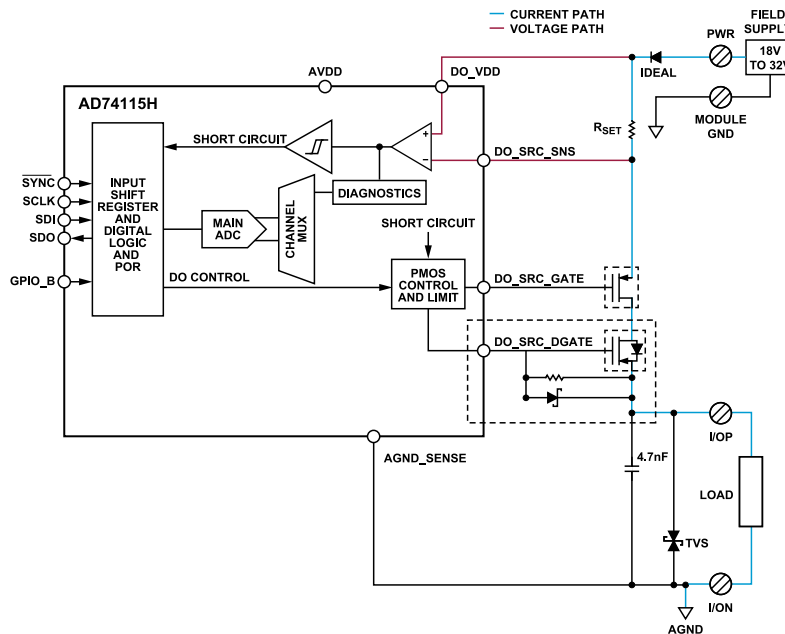 CURRENT PATH
VOLTAGE PATH
FIELD
SUPPLY
PWR
18V
TO 32V
IDEAL
MODULE
GND
AVDD
DO_VDD
AD74115H
RSET
SHORT CIRCUIT
+
−
DO_SRC_SNS
DIAGNOSTICS
SYNC
SCLK
SDI
SDO
GPIO_B
INPUT
SHIFT
REGISTER
AND
DIGITAL
LOGIC
AND
POR
MAIN
ADC
CHANNEL
MUX
SHORT CIRCUIT
DO CONTROL
PMOS
CONTROL
AND LIMIT
DO_SRC_GATE
DO_SRC_DGATE
AGND_SENSE
4.7nF
I/OP
LOAD
TVS
I/ON
AGND